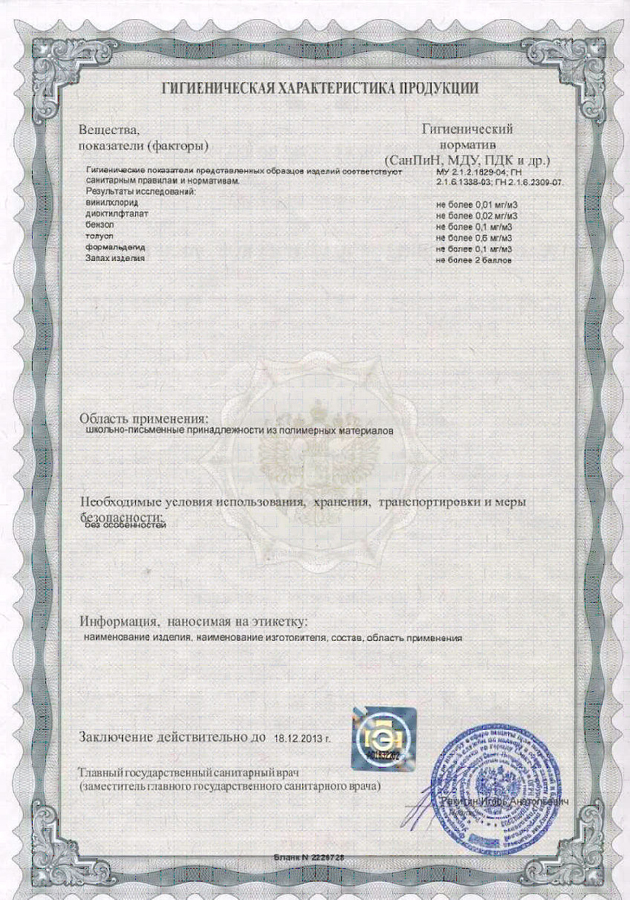 ГИГИЕНИЧЕСКАЯ ХАРАКТЕРИСТИКА ПРОДУКЦИИ
Вещества,
показатели (факторы)
Гигиенический
норматив
(СанПиН, МДУ, ПДК и др.)
Гигиенические показатели представленных образцов изделий соответствуют
санитарным правилам и нормативам.
Результаты исследований:
МУ 2.1.2.1829-04; ГН
2.1.6.1338-03; ГН 2.1.6.2309-07.
винилхлорид не более 0,01 мг/м3
диоктилфталат не более 0,02 мг/м3
бензол не более 0,1 мг/м3
толуол не более 0,6 мг/м3
формальдегид не более 0,1 мг/м3
Запах изделия не более 2 баллов
Область применения:
школьно-письменные принадлежности из полимерных материалов
Необходимые условия использования, хранения, транспортировки и меры
безопасности:
без особенностей
Информация, наносимая на этикетку:
наименование изделия, наименование изготовителя, состав, область применения
Заключение действительно до 18.12.2013 г.
Главный государственный санитарный врач
(заместитель главного государственного санитарного врача)
Ракитин Игорь Анатольевич
Бланк N 2226728